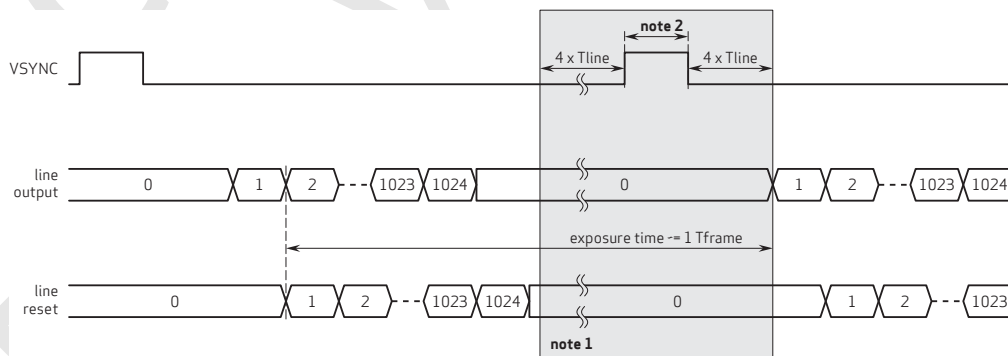 note 2
VSYNC
4 x Tline
4 x Tline
line output
0
1
2
1023
1024
0
1
2
1023
1024
exposure time ~= 1 Tframe
line reset
0
1
2
1023
1024
0
1
2
1023
note 1